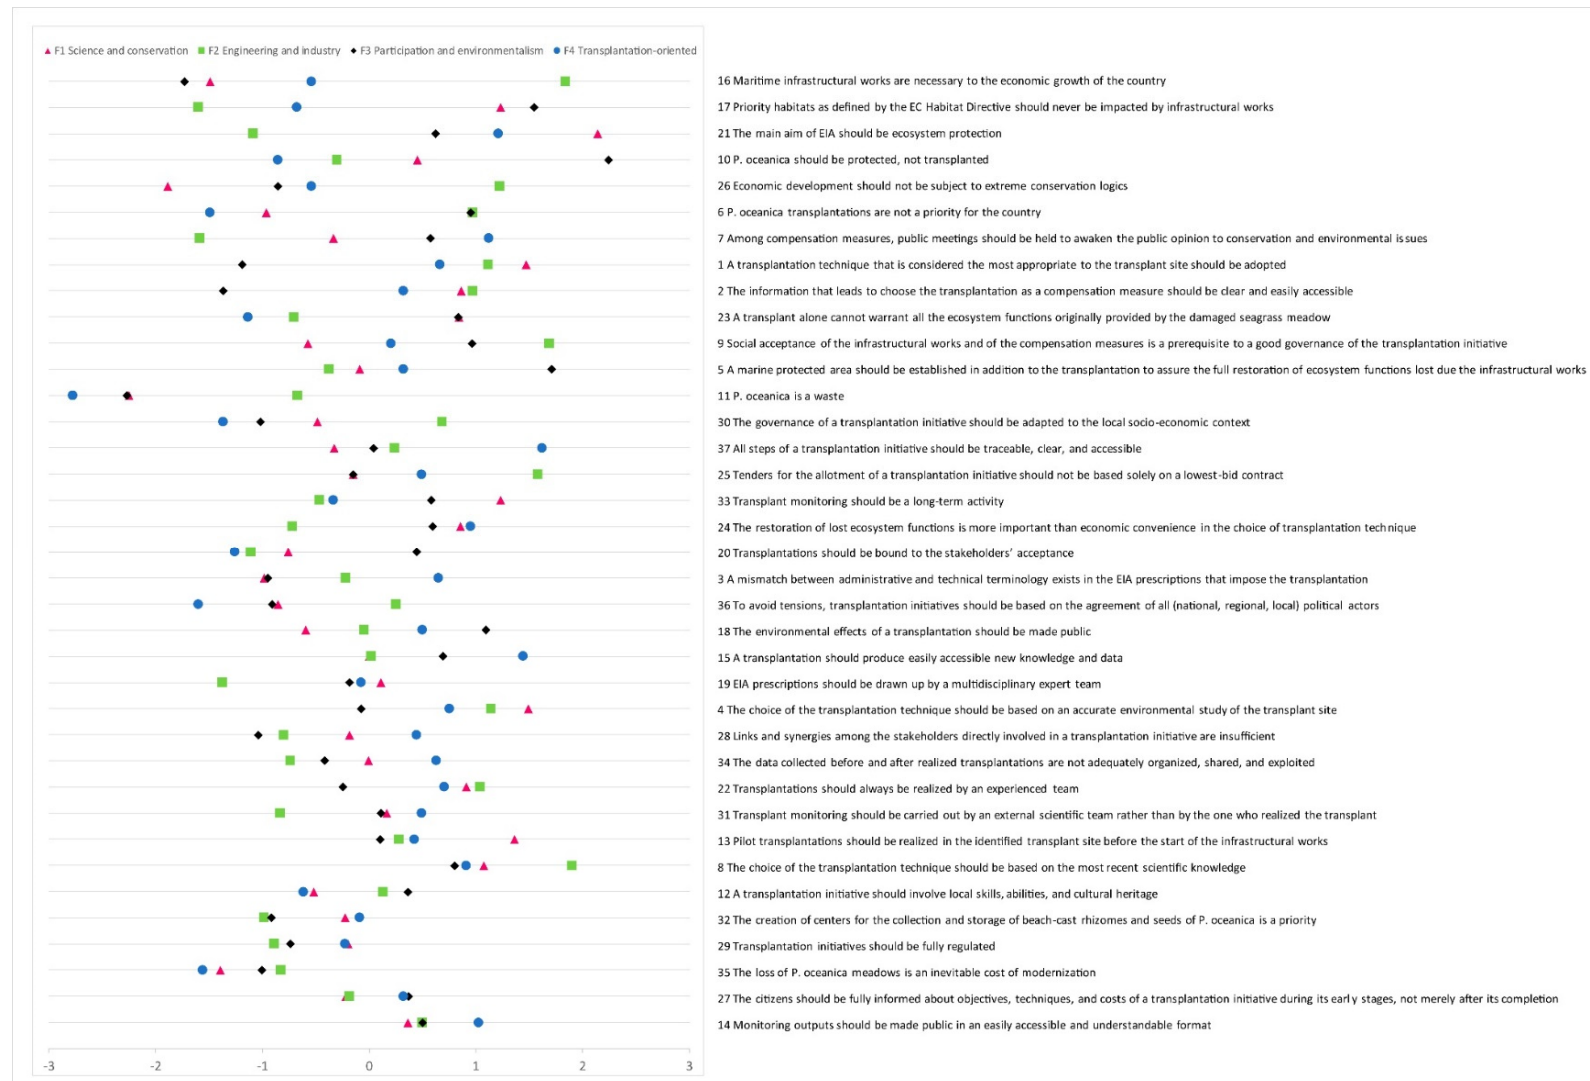 F1 Science and conservation F2 Engineering and industry F3 Participation and environmentalism F4 Transplantation-oriented
16 Maritime infrastructural works are necessary to the economic growth of the country
17 Priority habitats as defined by the EC Habitat Directive should never be impacted by infrastructural works
21 The main aim of EIA should be ecosystem protection
10 P. oceanica should be protected, not transplanted
26 Economic development should not be subject to extreme conservation logics
6 P. oceanica transplantations are not a priority for the country
7 Among compensation measures, public meetings should be held to awaken the public opinion to conservation and environmental issues
1 A transplantation technique that is considered the most appropriate to the transplant site should be adopted
2 The information that leads to choose the transplantation as a compensation measure should be clear and easily accessible
23 A transplant alone cannot warrant all the ecosystem functions originally provided by the damaged seagrass meadow
9 Social acceptance of the infrastructural works and of the compensation measures is a prerequisite to a good governance of the transplantation initiative
5 A marine protected area should be established in addition to the transplantation to assure the full restoration of ecosystem functions lost due the infrastructural works
11 P. oceanica is a waste
30 The governance of a transplantation initiative should be adapted to the local socio-economic context
37 All steps of a transplantation initiative should be traceable, clear, and accessible
25 Tenders for the allotment of a transplantation initiative should not be based solely on a lowest-bid contract
33 Transplant monitoring should be a long-term activity
24 The restoration of lost ecosystem functions is more important than economic convenience in the choice of transplantation technique
20 Transplantations should be bound to the stakeholders' acceptance
3 A mismatch between administrative and technical terminology exists in the EIA prescriptions that impose the transplantation
36 To avoid tensions, transplantation initiatives should be based on the agreement of all (national, regional, local) political actors
18 The environmental effects of a transplantation should be made public
15 A transplantation should produce easily accessible new knowledge and data
19 EIA prescriptions should be drawn up by a multidisciplinary expert team
4 The choice of the transplantation technique should be based on an accurate environmental study of the transplant site
28 Links and synergies among the stakeholders directly involved in a transplantation initiative are insufficient
34 The data collected before and after realized transplantations are not adequately organized, shared, and exploited
22 Transplantations should always be realized by an experienced team
31 Transplant monitoring should be carried out by an external scientific team rather than by the one who realized the transplant
13 Pilot transplantations should be realized in the identified transplant site before the start of the infrastructural works
8 The choice of the transplantation technique should be based on the most recent scientific knowledge
12 A transplantation initiative should involve local skills, abilities, and cultural heritage
32 The creation of centers for the collection and storage of beach-cast rhizomes and seeds of P. oceanica is a priority
29 Transplantation initiatives should be fully regulated
35 The loss of P. oceanica meadows is an inevitable cost of modernization
27 The citizens should be fully informed about objectives, techniques, and costs of a transplantation initiative during its early stages, not merely after its completion
14 Monitoring outputs should be made public in an easily accessible and understandable format
-3 -2 -1 0 1 2 3